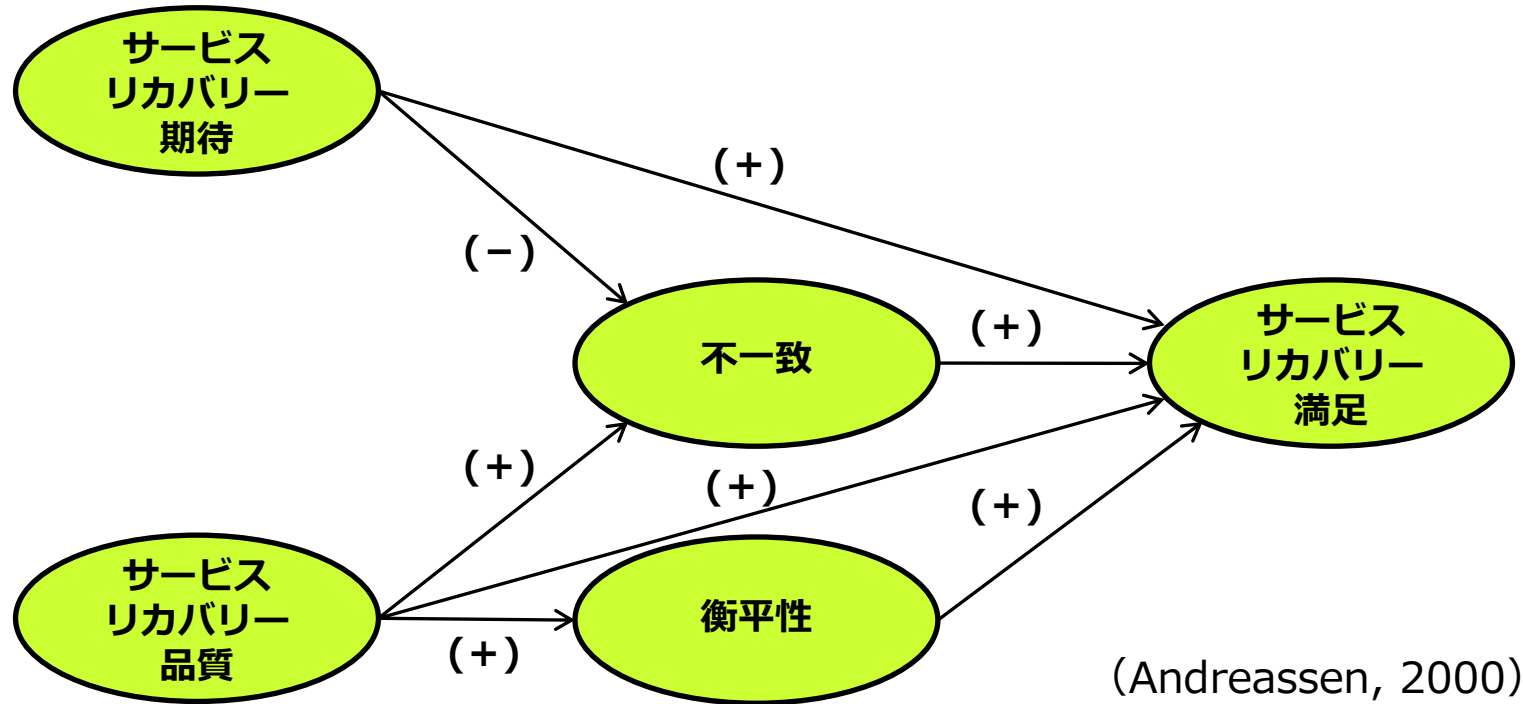 サービス
リカバリー
期待
(+)
(−)
不一致
(+)
サービス
リカバリー
満足
(+)
(+)
(+)
サービス
リカバリー
品質
(+)
衡平性
(Andreassen, 2000)